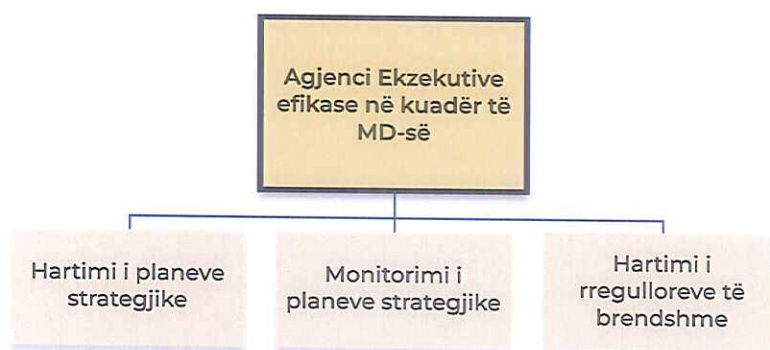 Agjenci Ekzekutive
efikase në kuadër të
MD-së
Hartimi i planeve
strategjike
Monitorimi i
planeve strategjike
Hartimi i
rregulloreve të
brendshme